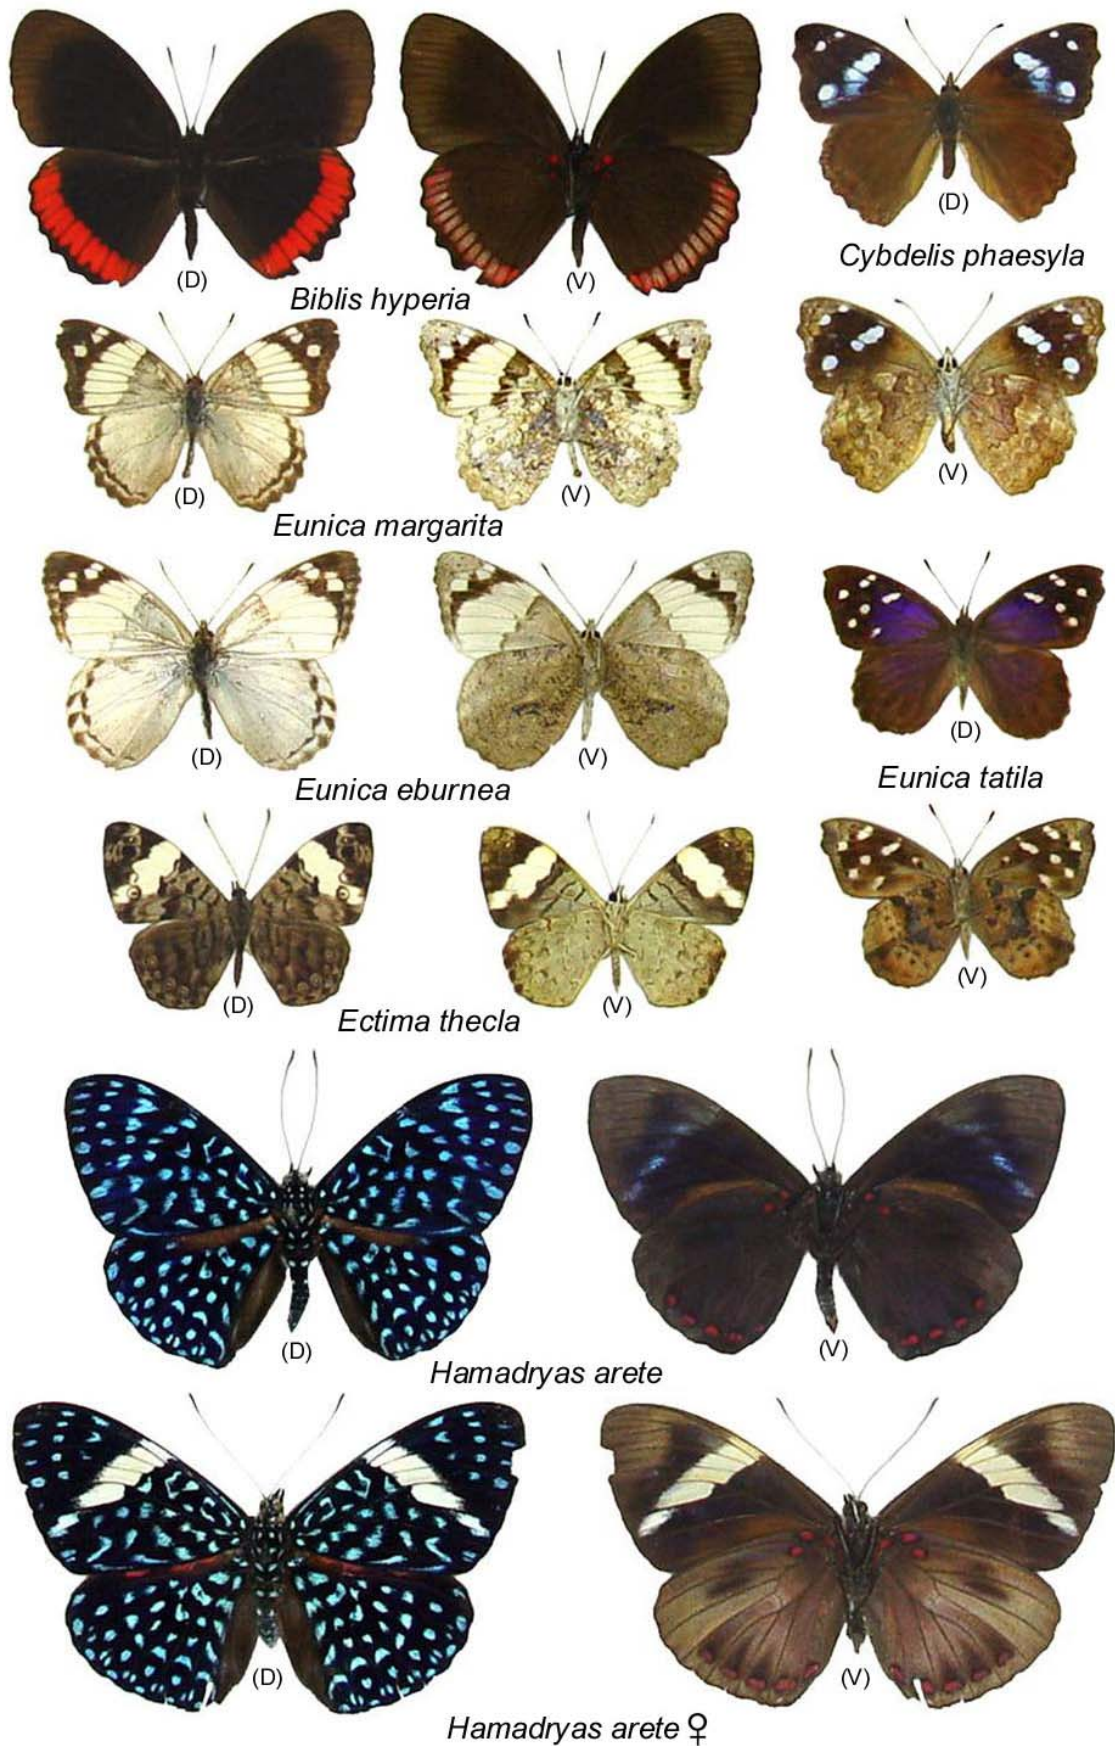 (D)
(D)
(V)
Cybdelis phaesyla
Biblis hyperia
(D)
(V)
(V)
Eunica margarita
(D)
(D)
(V)
Eunica tatila
Eunica eburnea
(D)
(V)
(V)
Ectima thecla
(D)
(V)
Hamadryas arete
(D)
(V)
Hamadryas arete ♀